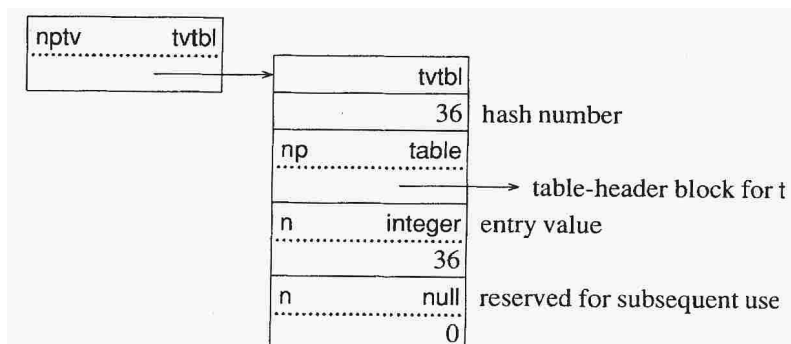 nptv tvtbl
tvtbl
36 hash number
np table
table-header block for t
n integer entry value
36
n null reserved for subsequent use
0